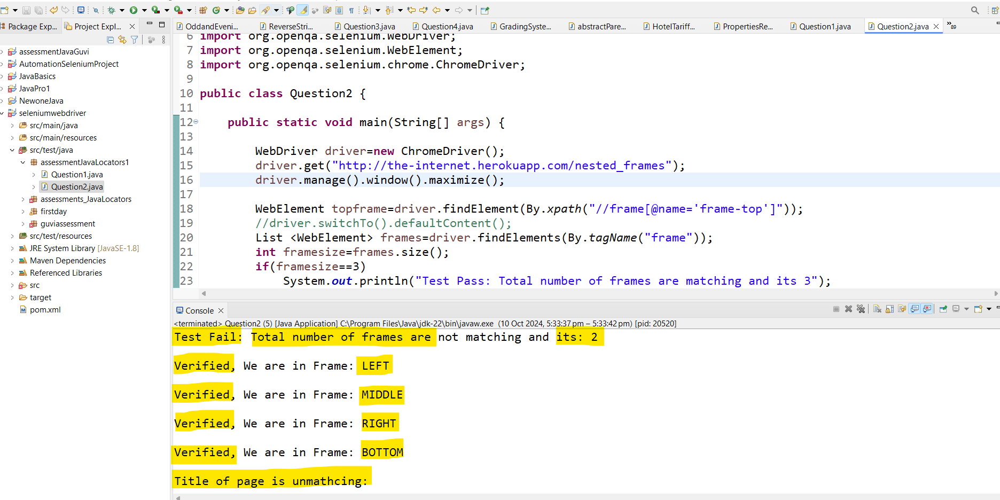 Package Exp...
Project Expl...
assessmentJavaGuvi
AutomationSeleniumProject
JavaBasics
JavaPro1
NewoneJava
seleniumwebdriver
src/main/java
src/main/resources
src/test/java
assessmentJavaLocators1
Question1.java
Question2.java
assessments_JavaLocators
firstday
guviassessment
src/test/resources
JRE System Library [JavaSE-1.8]
Maven Dependencies
Referenced Libraries
src
target
pom.xml
OddandEveni... ReverseStri... Question3.java Question4.java GradingSyste... abstractPare... HotelTariff... PropertiesRe... Question1.java Question2.java 89
6 import org.openqa.selenium.WebDriver;
7 import org.openqa.selenium.WebElement;
8 import org.openqa.selenium.chrome.ChromeDriver;
9
10 public class Question2 {
11
12 public static void main(String[] args) {
13
14 WebDriver driver=new ChromeDriver();
15 driver.get("http://the-internet.herokuapp.com/nested_frames");
16 driver.manage().window().maximize();
17
18 WebElement topframe=driver.findElement(By.xpath("//frame[@name='frame-top']"));
19 //driver.switchTo().defaultContent();
20 List <WebElement> frames=driver.findElements(By.tagName("frame"));
21 int framesize=frames.size();
22 if(framesize==3)
23 System.out.println("Test Pass: Total number of frames are matching and its 3");
Console
<terminated> Question2 (5) [Java Application] C:\Program Files\Java\jdk-22\bin\javaw.exe (10 Oct 2024, 5:33:37 pm – 5:33:42 pm) [pid: 20520]
Test Fail: Total number of frames are not matching and its: 2
Verified, We are in Frame: LEFT
Verified, We are in Frame: MIDDLE
Verified, We are in Frame: RIGHT
Verified, We are in Frame: BOTTOM
Title of page is unmathcing: